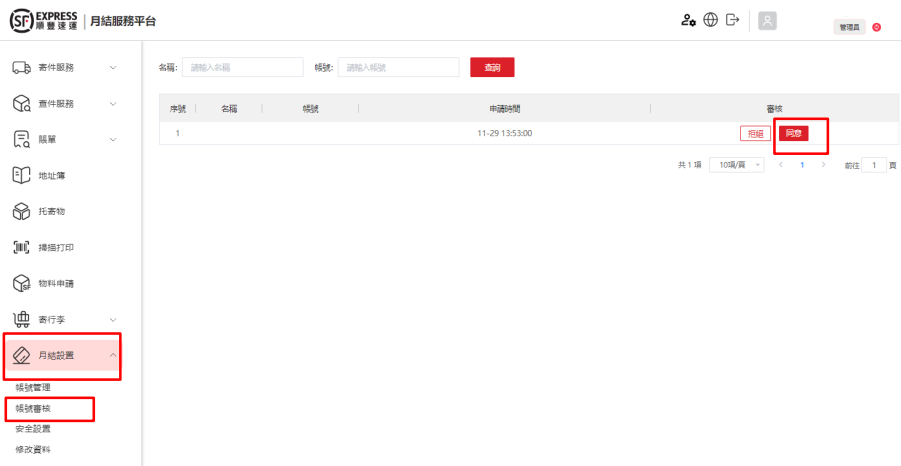 SF EXPRESS
順豐速運
月結服務平台
管理員 0
寄件服務
查件服務
賬單
地址簿
托寄物
掃描打印
物料申請
寄行李
月結設置
帳號管理
帳號審核
安全設置
修改資料
名稱: 請輸入名稱 帳號: 請輸入帳號 查詢
序號 名稱 帳號 申請時間 審核
1 11-29 13:53:00 拒絕 同意
共 1 項 10項/頁 < 1 > 前往 1 頁